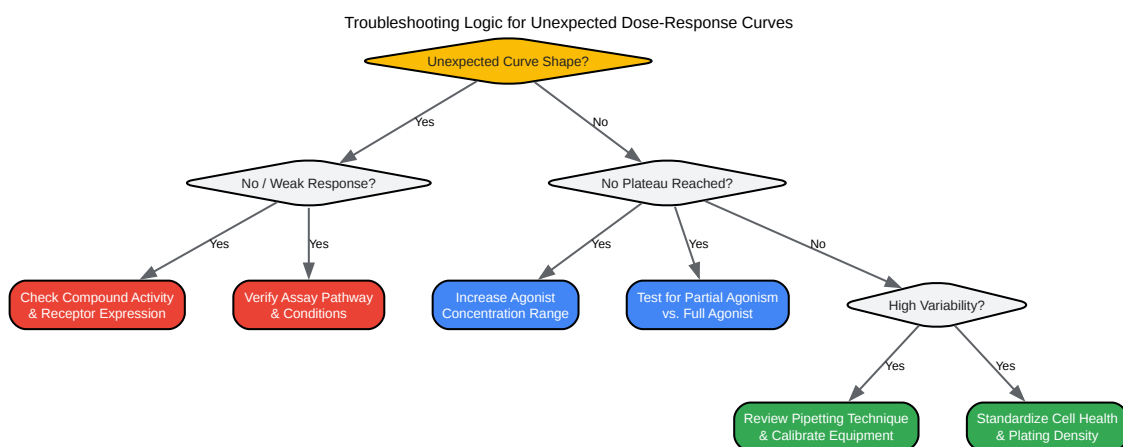 Troubleshooting Logic for Unexpected Dose-Response Curves
Unexpected Curve Shape?
Yes
No
No / Weak Response?
No Plateau Reached?
Yes
Yes
Yes
Yes
No
Check Compound Activity
& Receptor Expression
Verify Assay Pathway
& Conditions
Increase Agonist
Concentration Range
Test for Partial Agonism
vs. Full Agonist
High Variability?
Yes
Yes
Review Pipetting Technique
& Calibrate Equipment
Standardize Cell Health
& Plating Density